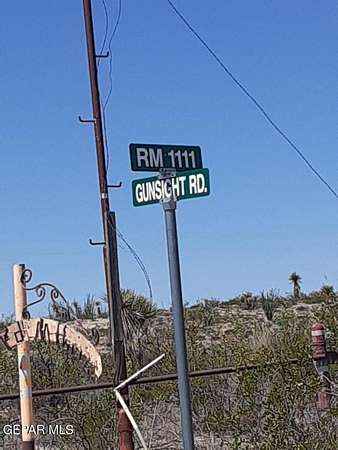 RM 1111
GUNSIGHT RD.
GEPAR MLS